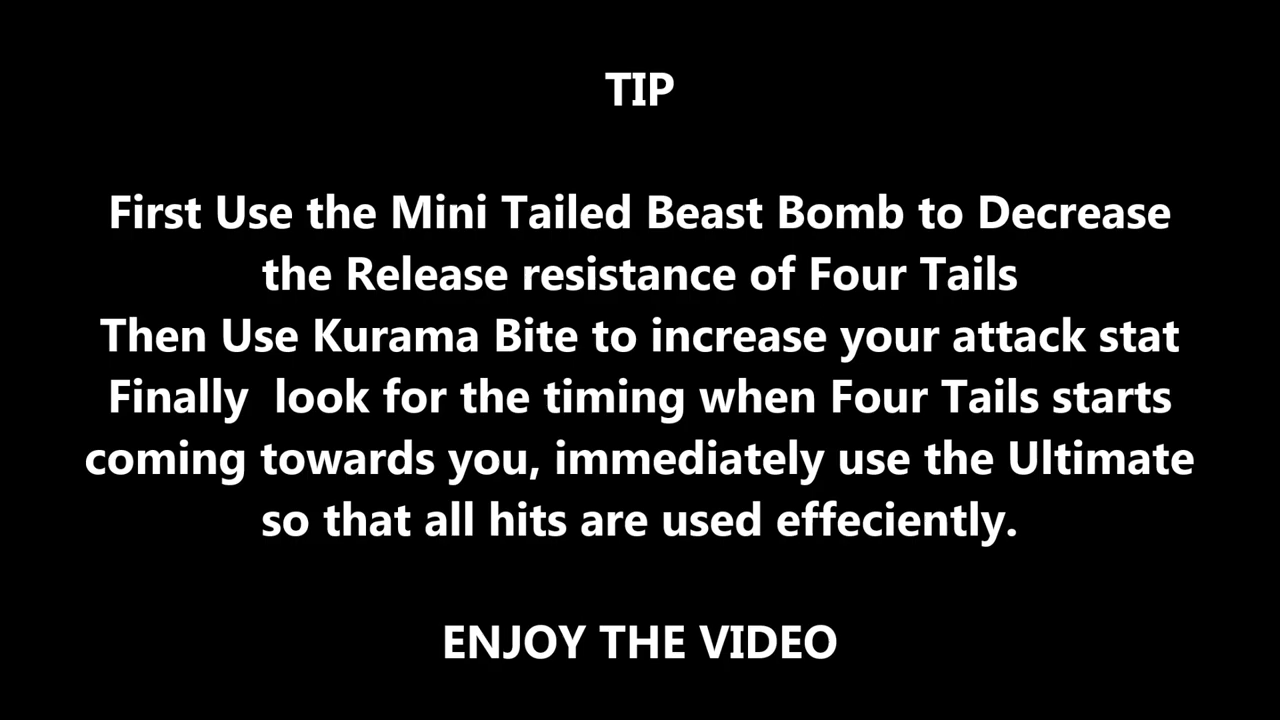 TIP
First Use the Mini Tailed Beast Bomb to Decrease
the Release resistance of Four Tails
Then Use Kurama Bite to increase your attack stat
Finally  look for the timing when Four Tails starts
coming towards you, immediately use the Ultimate
so that all hits are used effeciently.
ENJOY THE VIDEO